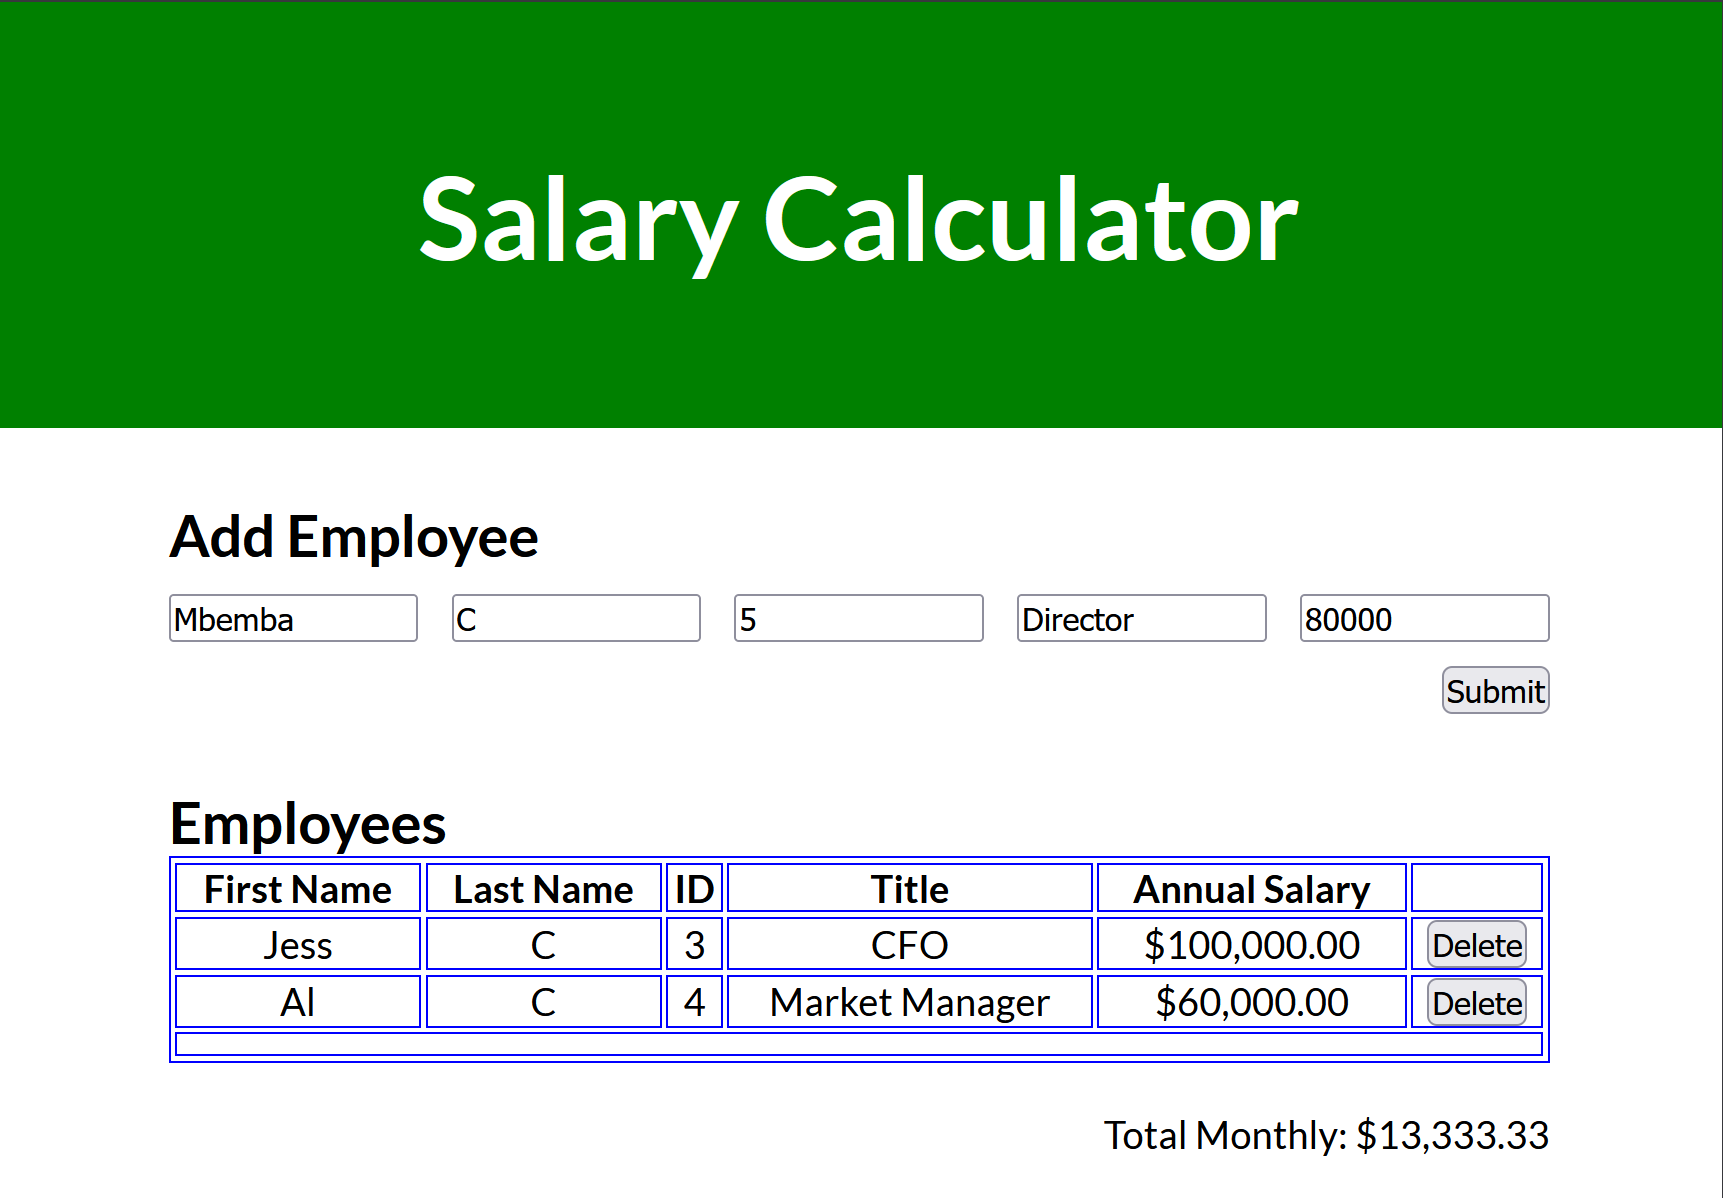 Salary Calculator
Add Employee
Mbemba C 5 Director 80000
Submit
Employees
First Name Last Name ID Title Annual Salary
Jess C 3 CFO $100,000.00 Delete
Al C 4 Market Manager $60,000.00 Delete
Total Monthly: $13,333.33